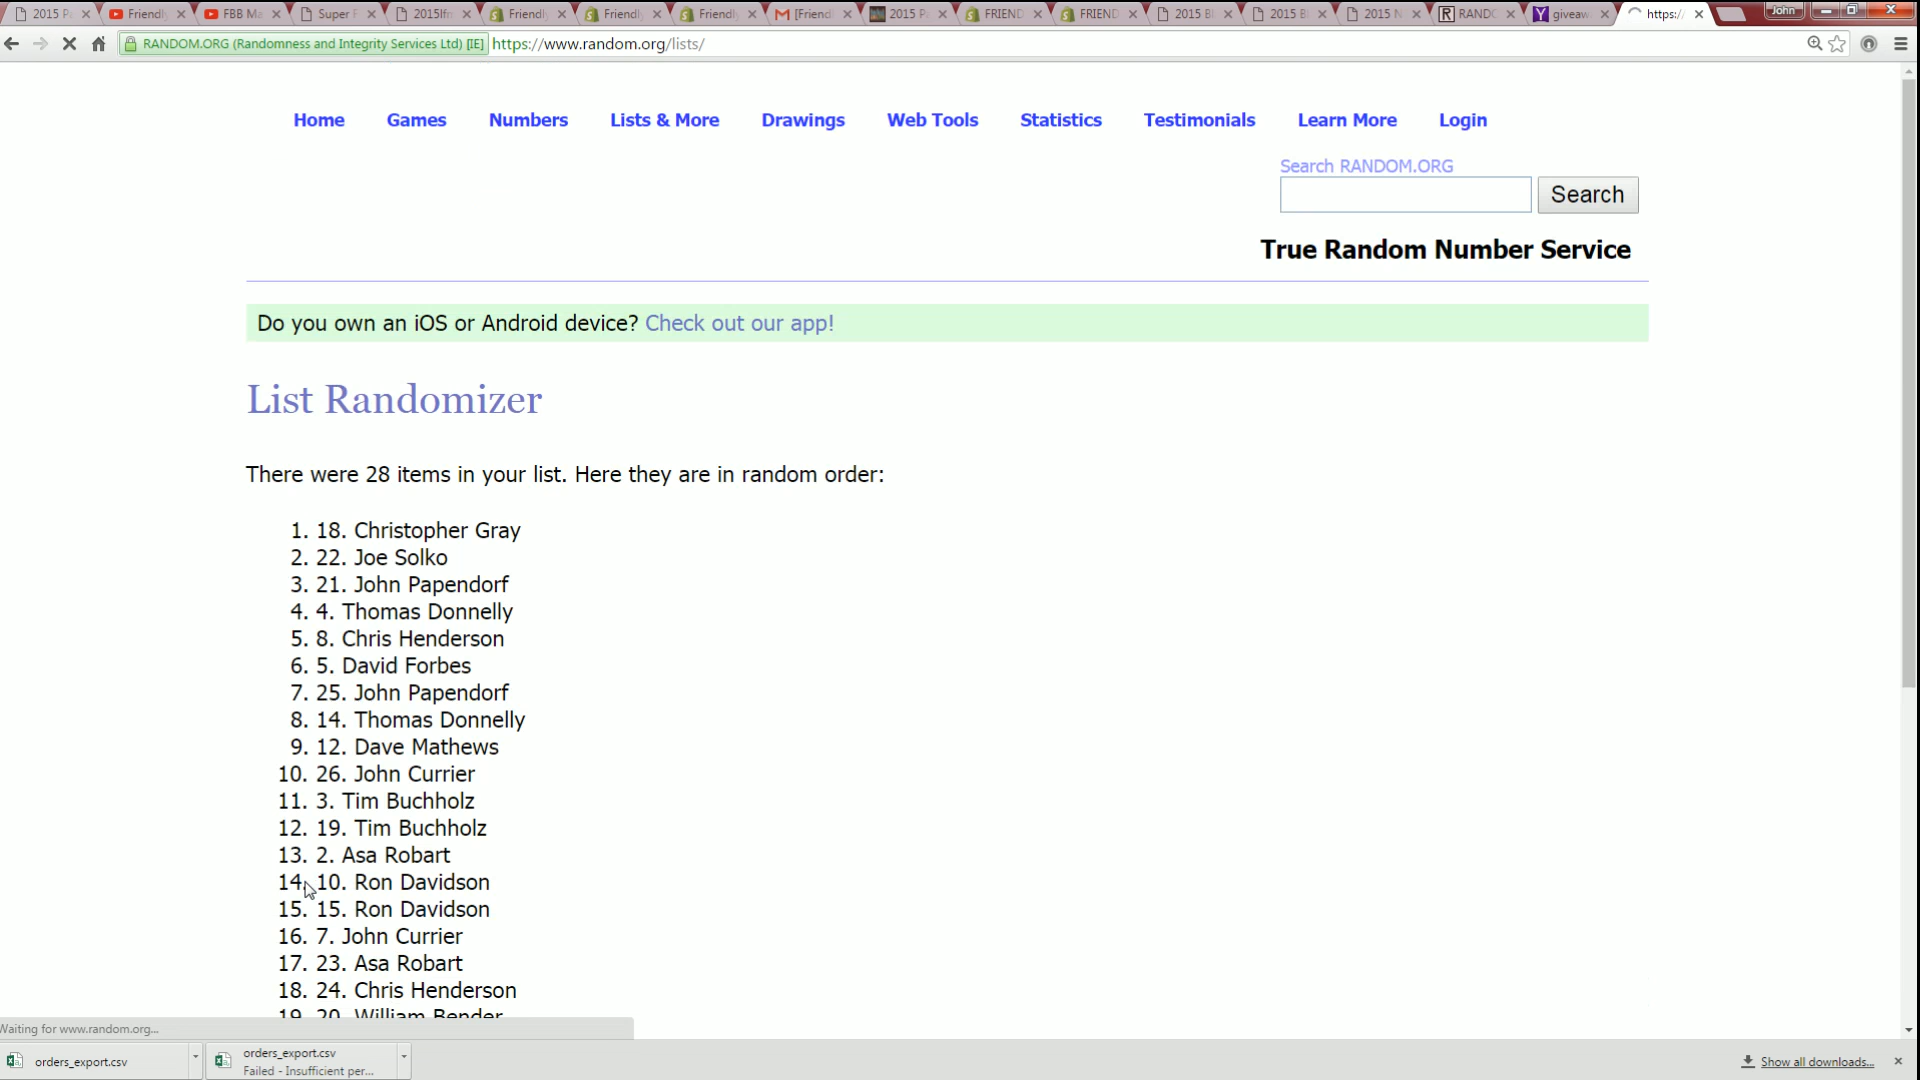 2015 P
Friendly
FBB Ma
Super F
2015lfm
Friendly
Friendly
Friendly
[Friend
2015 Pa
FRIEND
FRIEND
2015 B
2015 B
2015 N
RANDO
giveaw
https:/
John
RANDOM.ORG (Randomness and Integrity Services Ltd) [IE] https://www.random.org/lists/
Home Games Numbers Lists & More Drawings Web Tools Statistics Testimonials Learn More Login
Search RANDOM.ORG
Search
True Random Number Service
Do you own an iOS or Android device? Check out our app!
List Randomizer
There were 28 items in your list. Here they are in random order:
1. 18. Christopher Gray
2. 22. Joe Solko
3. 21. John Papendorf
4. 4. Thomas Donnelly
5. 8. Chris Henderson
6. 5. David Forbes
7. 25. John Papendorf
8. 14. Thomas Donnelly
9. 12. Dave Mathews
10. 26. John Currier
11. 3. Tim Buchholz
12. 19. Tim Buchholz
13. 2. Asa Robart
14. 10. Ron Davidson
15. 15. Ron Davidson
16. 7. John Currier
17. 23. Asa Robart
18. 24. Chris Henderson
19. 20. William Bender
Waiting for www.random.org...
orders_export.csv
orders_export.csv
Failed - Insufficient per...
Show all downloads...